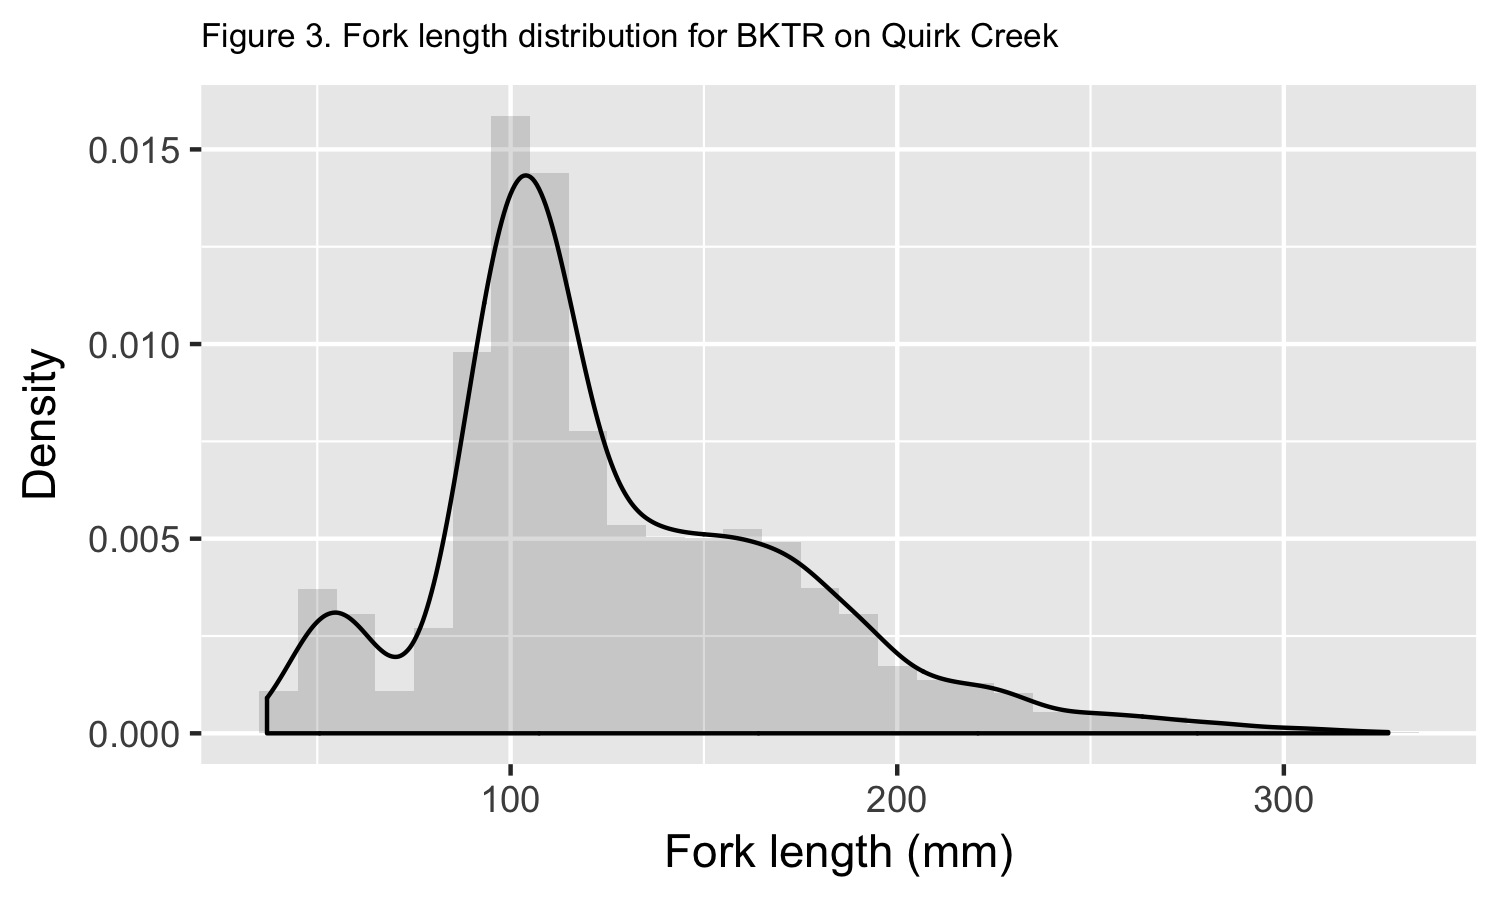 Figure 3. Fork length distribution for BKTR on Quirk Creek
0.015
0.010
0.005
0.000
Density
100 200 300
Fork length (mm)